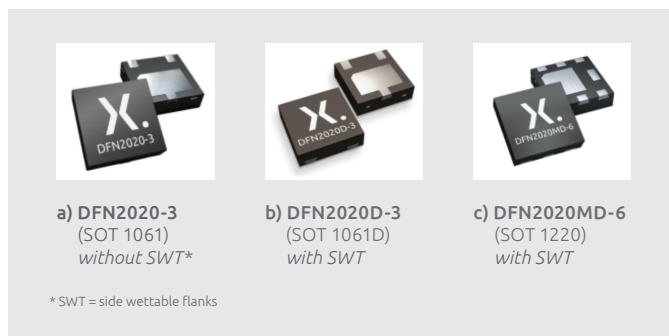 X.
DFN2020-3
X.
DFN2020D-3
X.
DFN2020MD-6
a) DFN2020-3
(SOT 1061)
without SWT*
b) DFN2020D-3
(SOT 1061D)
with SWT
c) DFN2020MD-6
(SOT 1220)
with SWT
* SWT = side wettable flanks